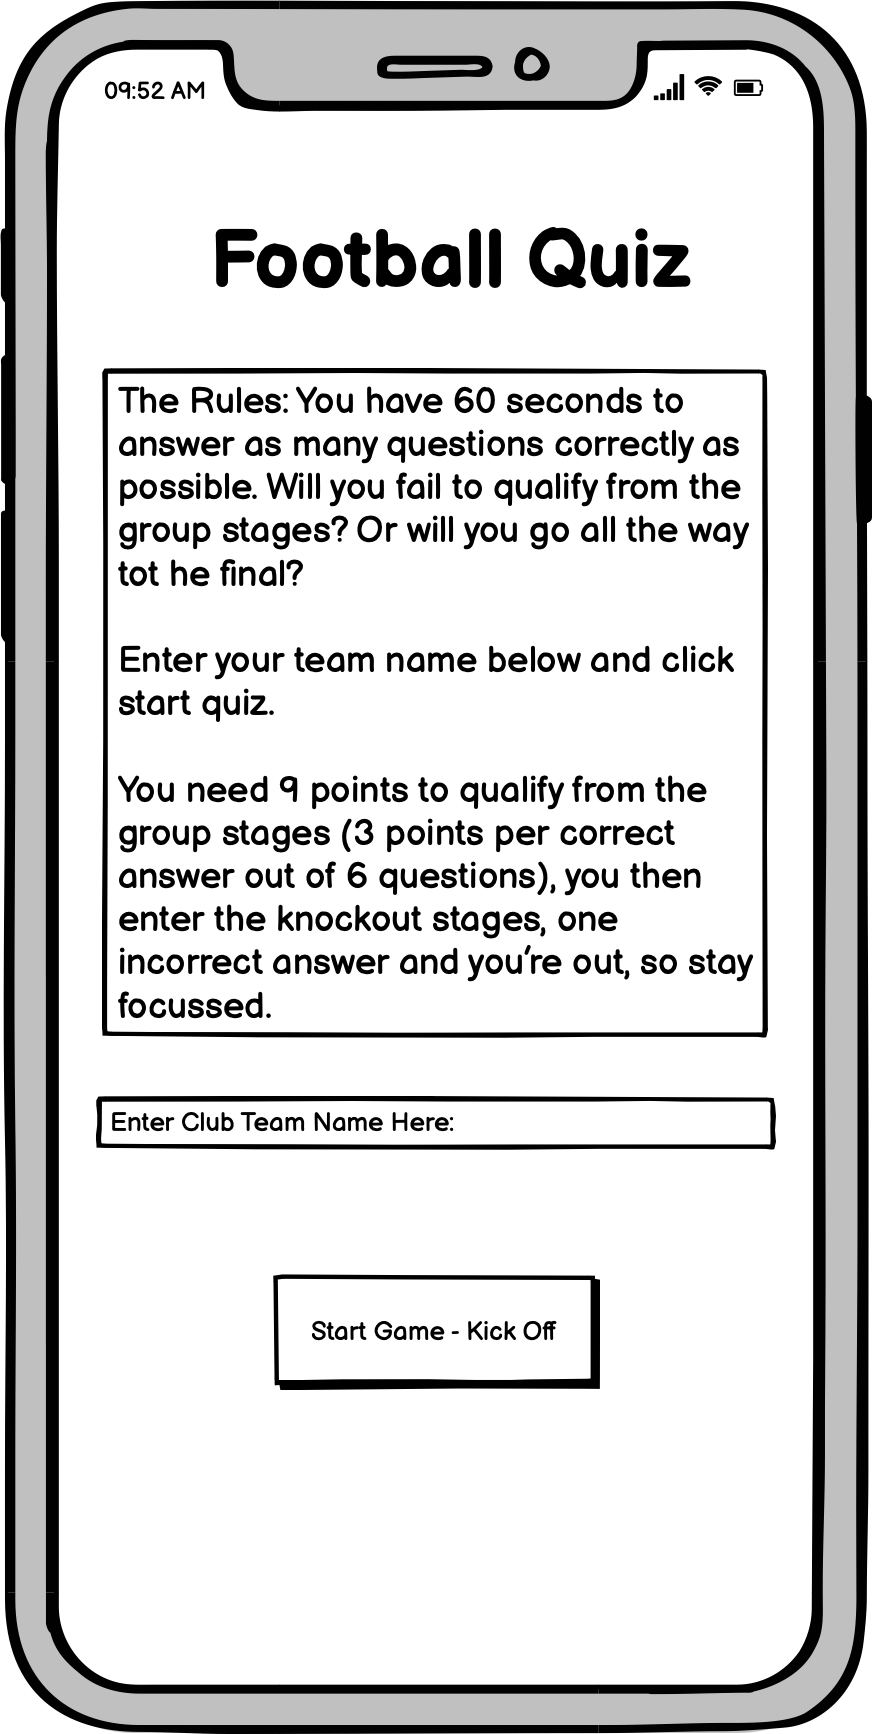 09:52 AM
Football Quiz
The Rules: You have 60 seconds to
answer as many questions correctly as
possible. Will you fail to qualify from the
group stages? Or will you go all the way
tot he final?
Enter your team name below and click
start quiz.
You need 9 points to qualify from the
group stages (3 points per correct
answer out of 6 questions), you then
enter the knockout stages, one
incorrect answer and you're out, so stay
focussed.
Enter Club Team Name Here:
Start Game - Kick Off